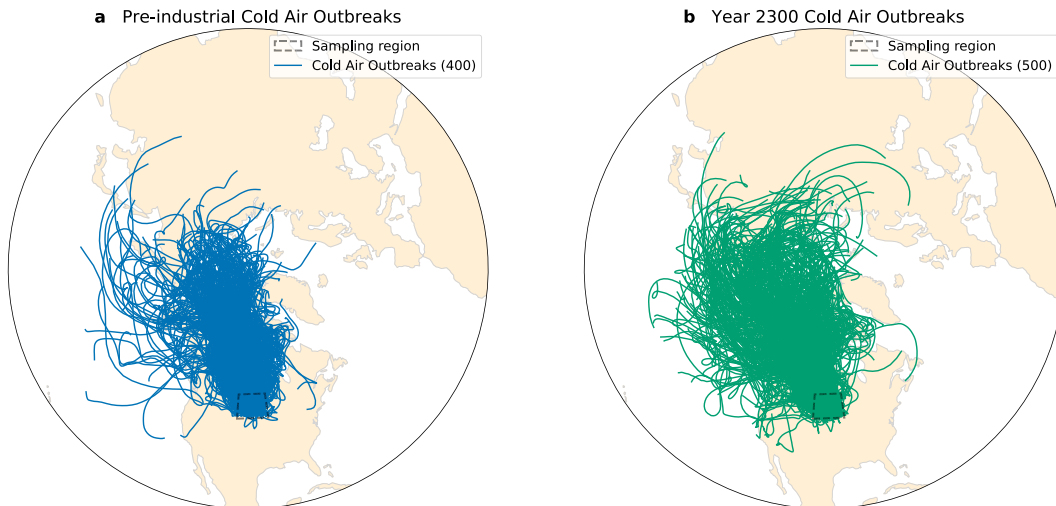 a Pre-industrial Cold Air Outbreaks
Sampling region
Cold Air Outbreaks (400)
b Year 2300 Cold Air Outbreaks
Sampling region
Cold Air Outbreaks (500)